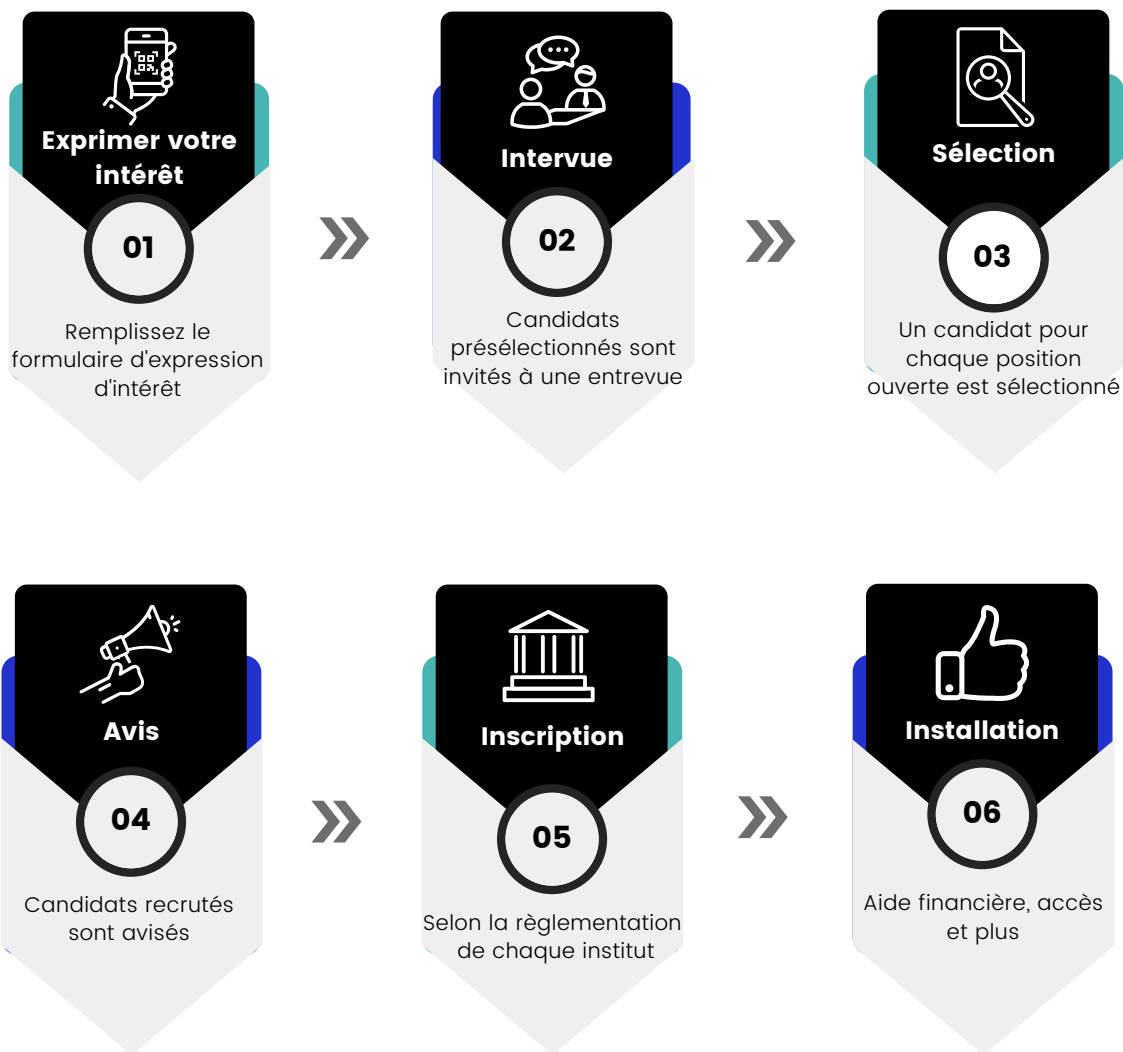 Exprimer votre
intérêt
01
Remplissez le
formulaire d'expression
d'intérêt
Intervue
02
Candidats
présélectionnés sont
invités à une entrevue
Sélection
03
Un candidat pour
chaque position
ouverte est sélectionné
Avis
04
Candidats recrutés
sont avisés
Inscription
05
Selon la règlementation
de chaque institut
Installation
06
Aide financière, accès
et plus